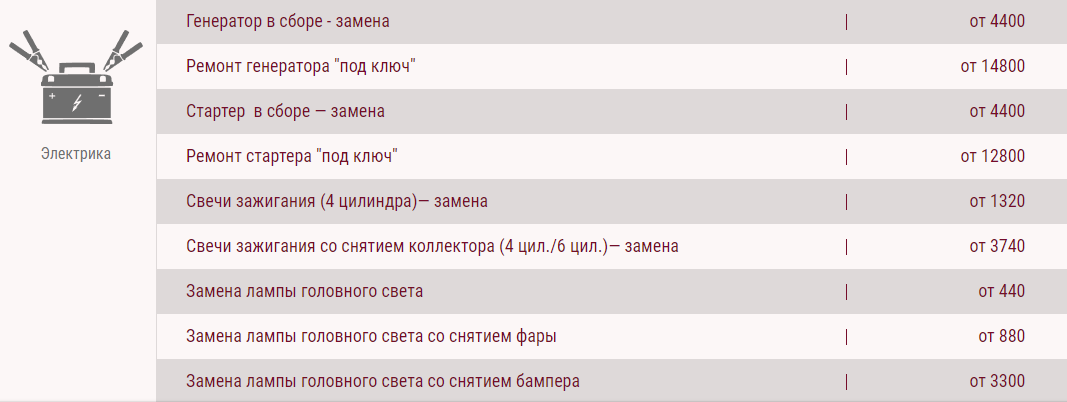 Электрика
Генератор в сборе - замена | от 4400
Ремонт генератора "под ключ" | от 14800
Стартер  в сборе — замена | от 4400
Ремонт стартера "под ключ" | от 12800
Свечи зажигания (4 цилиндра)— замена | от 1320
Свечи зажигания со снятием коллектора (4 цил./6 цил.)— замена | от 3740
Замена лампы головного света | от 440
Замена лампы головного света со снятием фары | от 880
Замена лампы головного света со снятием бампера | от 3300